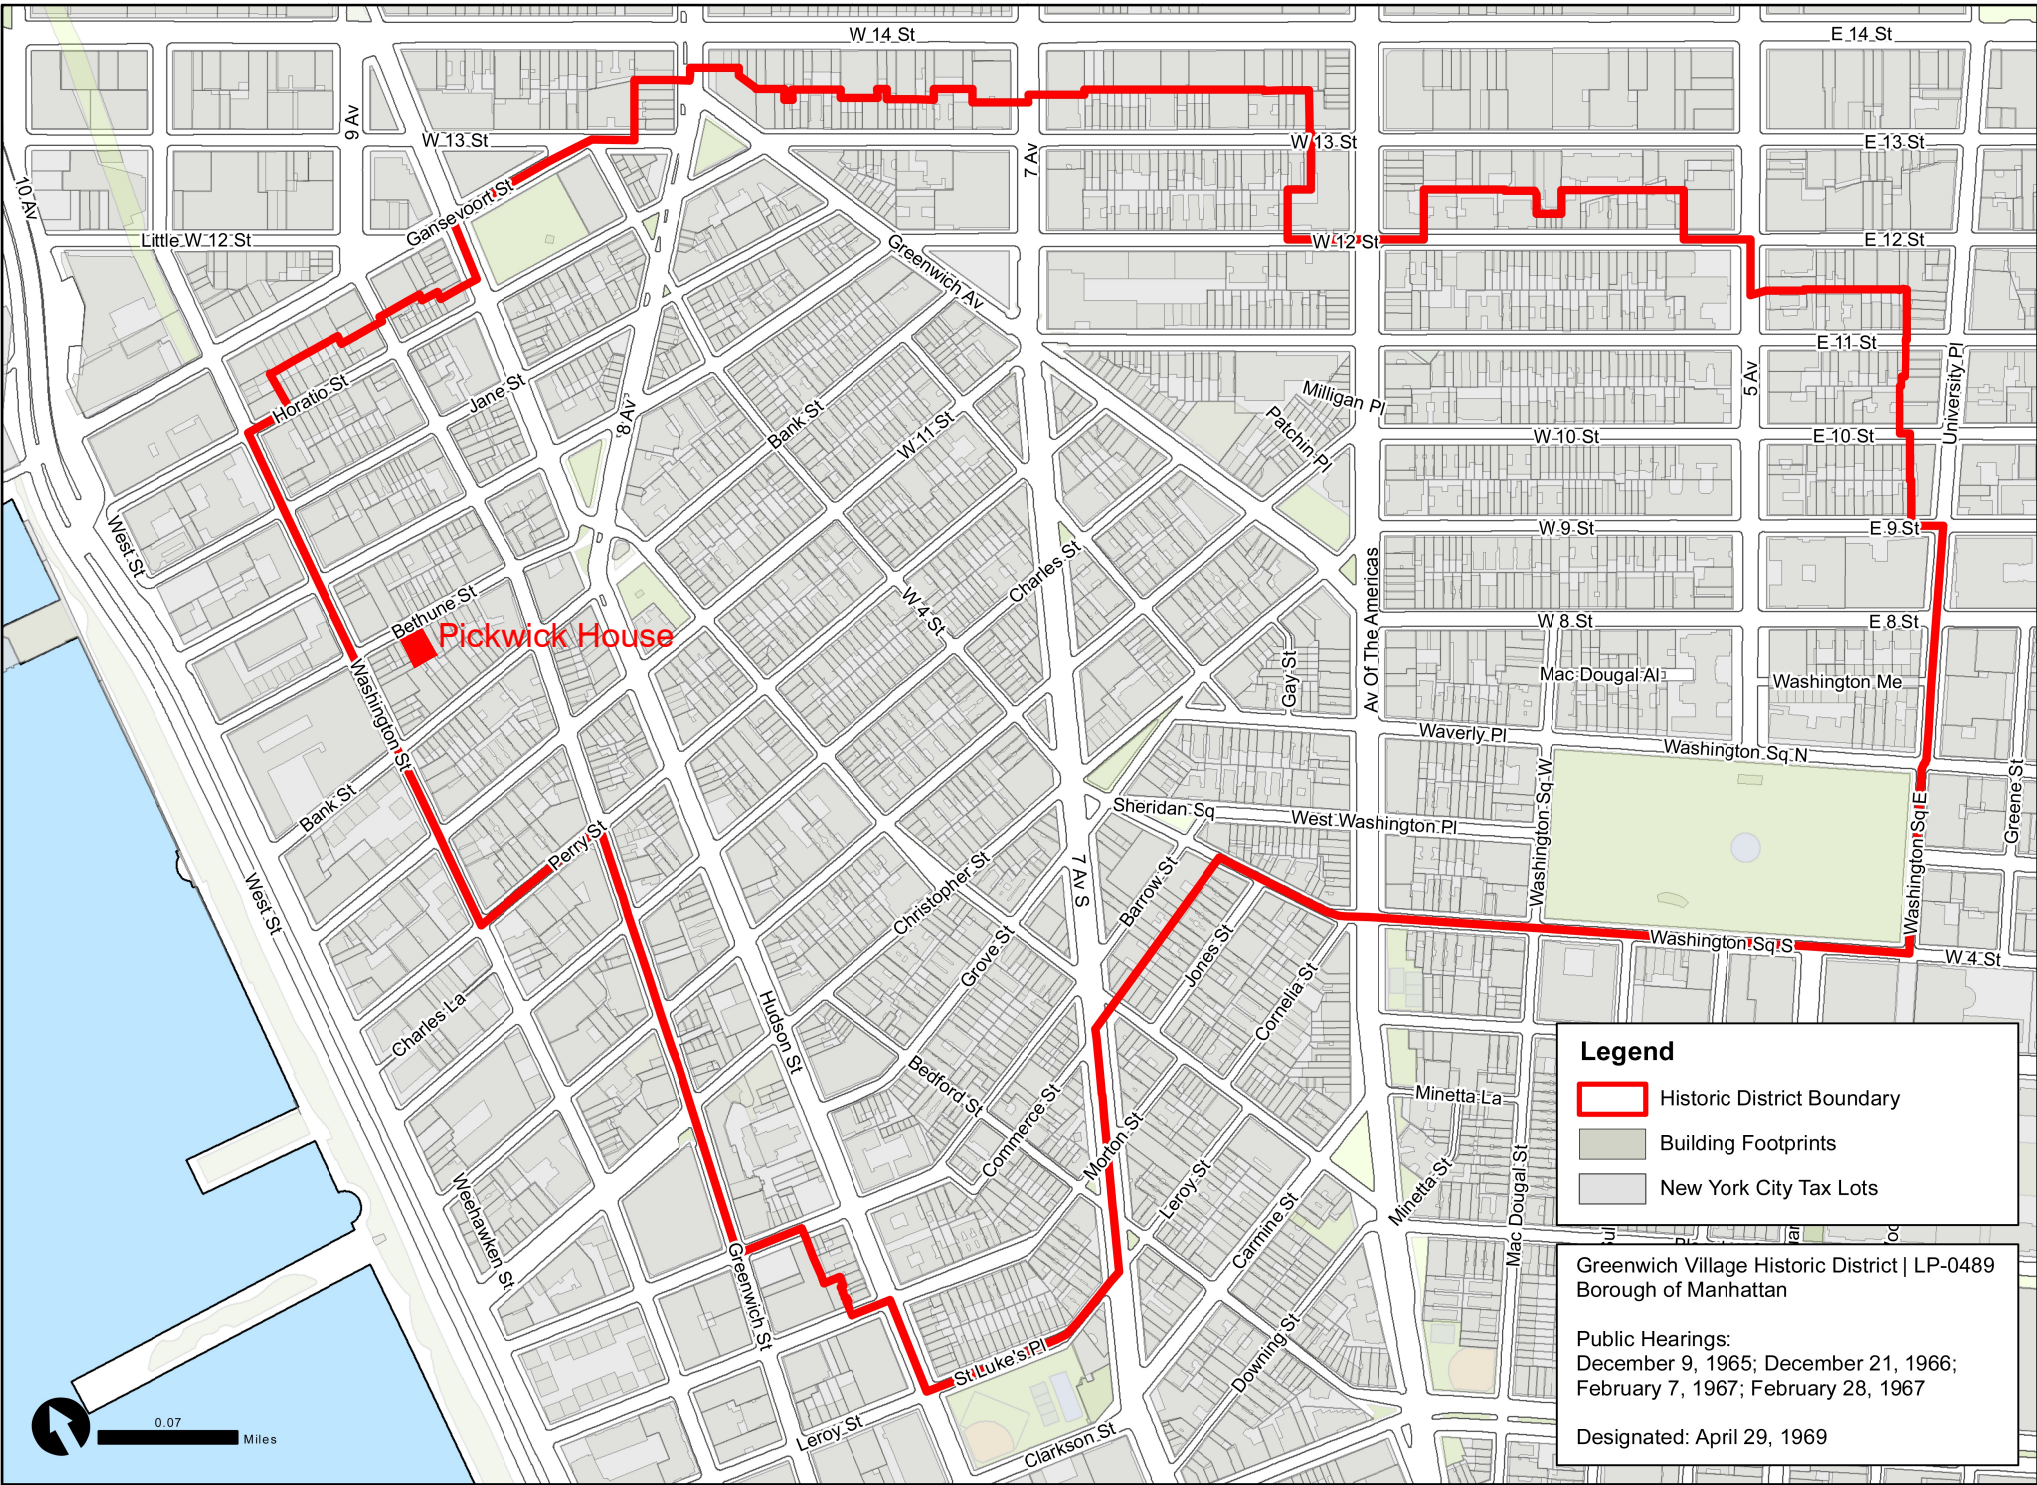 W 14 St
E 14 St
9 Av
W 13 St
7 Av
W 13 St
E 13 St
10 Av
Gansevoort St
Little W 12 St
Greenwich Av
W 12 St
E 12 St
E 11 St
University Pl
5 Av
Horatio St
Jane St
8 Av
Bank St
W 11 St
Milligan Pl
Patchin Pl
W 10 St
E 10 St
West St
W 9 St
E 9 St
Charles St
W 4 St
Av Of The Americas
Bethune St
Pickwick House
W 8 St
E 8 St
Gay St
Mac Dougal Al
Washington Me
Washington St
Waverly Pl
Washington Sq N
Bank St
Sheridan Sq
West Washington Pl
Washington Sq W
Washington Sq E
Greene St
Perry St
7 Av S
Barrow St
West St
Christopher St
Grove St
Jones St
Washington Sq S
W 4 St
Charles La
Hudson St
Cornelia St
Bedford St
Commerce St
Morton St
Minetta La
Minetta St
Mac Dougal St
Leroy St
Carmine St
Weehawken St
Greenwich St
St Luke's Pl
Downing St
Leroy St
Clarkson St
Legend
Historic District Boundary
Building Footprints
New York City Tax Lots
Greenwich Village Historic District | LP-0489
Borough of Manhattan
Public Hearings:
December 9, 1965; December 21, 1966;
February 7, 1967; February 28, 1967
Designated: April 29, 1969
0.07
Miles